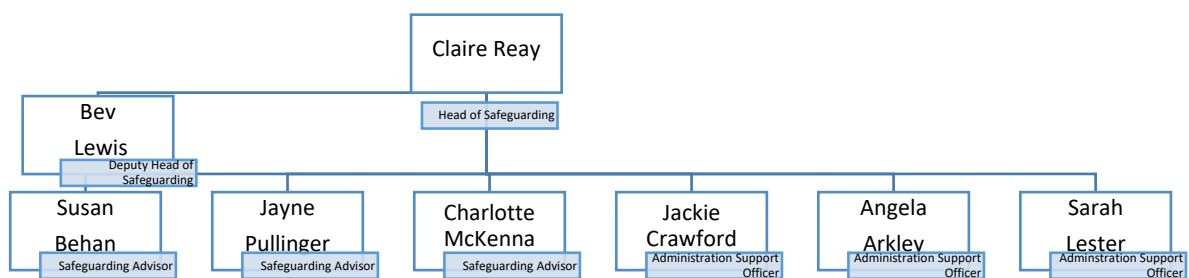 Claire Reay
Head of Safeguarding
Bev
Lewis
Deputy Head of
Safeguarding
Susan
Behan
Safeguarding Advisor
Jayne
Pullinger
Safeguarding Advisor
Charlotte
McKenna
Safeguarding Advisor
Jackie
Crawford
Administration Support
Officer
Angela
Arkley
Adminstration Support
Officer
Sarah
Lester
Adminstration Support
Officer